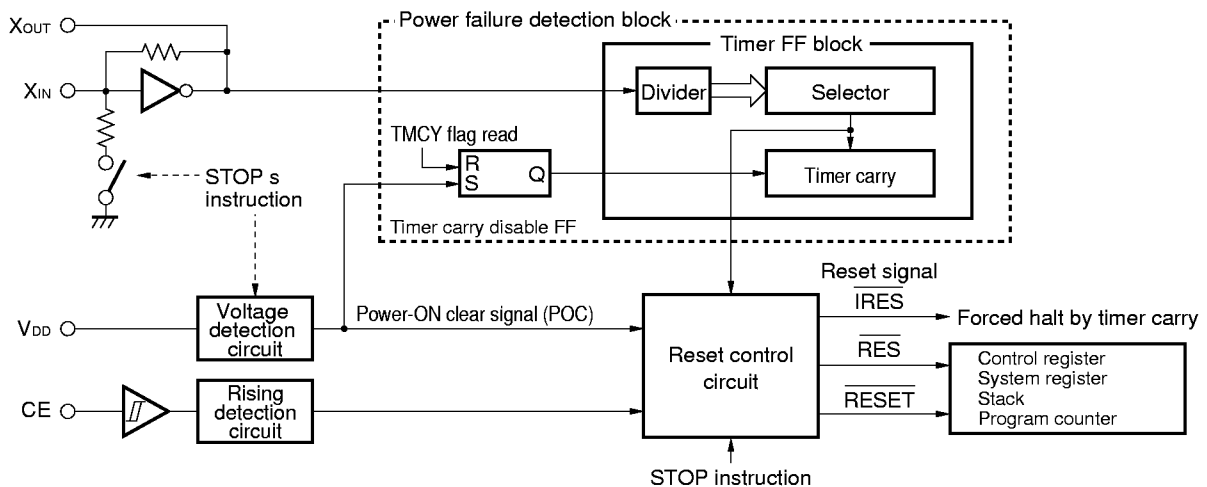 XOUT
Power failure detection block
Timer FF block
XIN
Divider
Selector
TMCY flag read
R
S
Q
Timer carry
STOP s
instruction
Timer carry disable FF
Reset signal
IRES
Voltage
detection
circuit
VDD
Power-ON clear signal (POC)
Forced halt by timer carry
Reset control
circuit
RES
Control register
System register
Stack
Program counter
CE
Rising
detection
circuit
RESET
STOP instruction